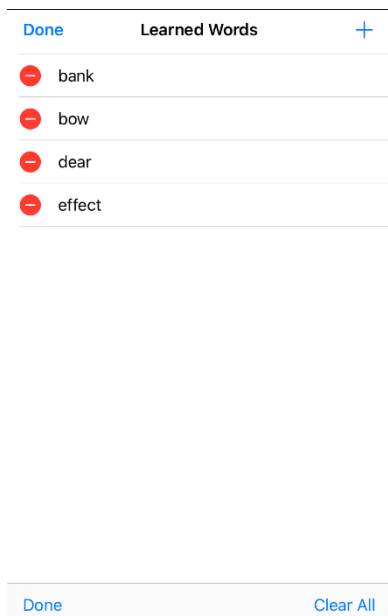 Done Learned Words +
bank
bow
dear
effect
Done Clear All